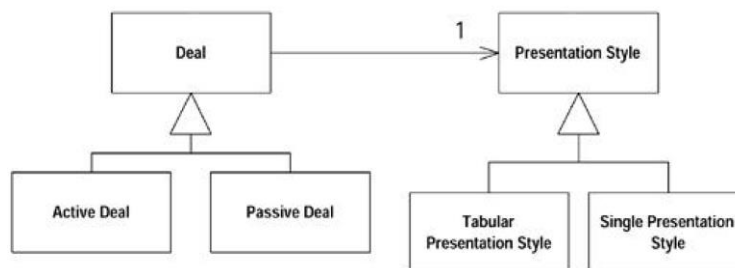 1
Deal
Presentation Style
Active Deal
Passive Deal
Tabular
Presentation Style
Single Presentation
Style